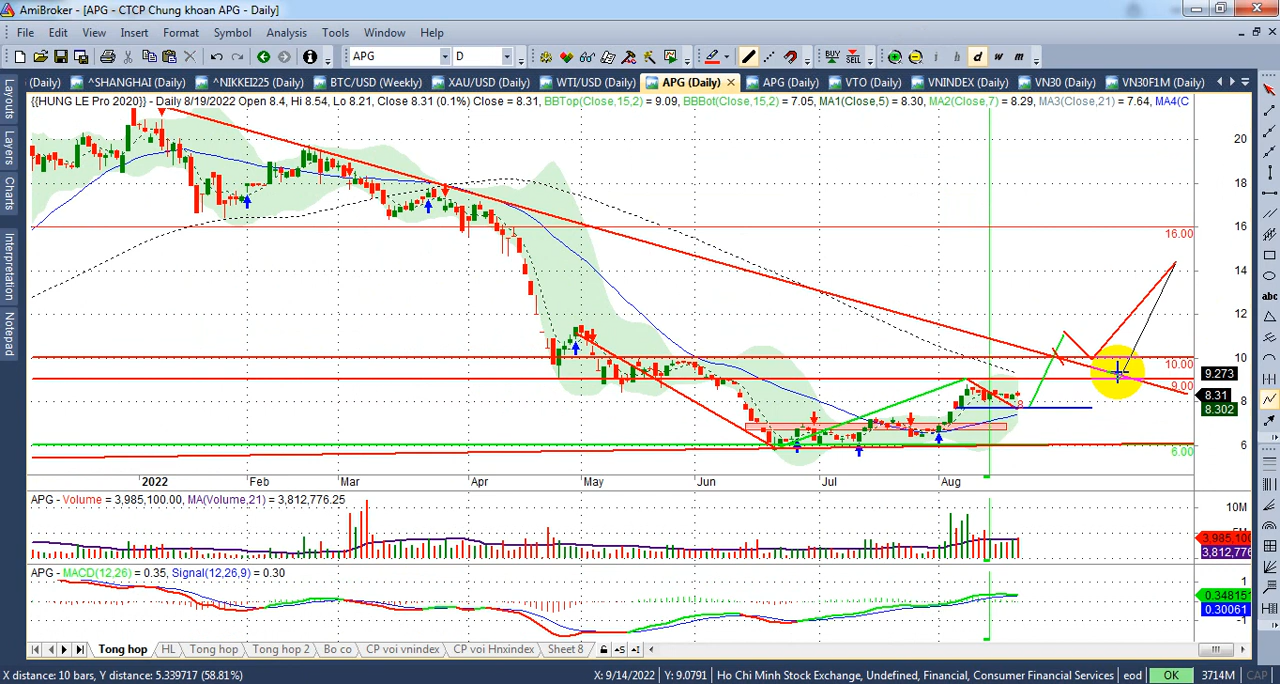 AmiBroker - [APG - CTCP Chung khoan APG - Daily]
File Edit View Insert Format Symbol Analysis Tools Window Help
APG D BUY SELL i h d w m
(Daily) ^SHANGHAI (Daily) ^NIKKEI225 (Daily) BTC/USD (Weekly) XAU/USD (Daily) WTI/USD (Daily) APG (Daily) APG (Daily) VTO (Daily) VNINDEX (Daily) VN30 (Daily) VN30F1M (Daily)
Layouts
Layers
Charts
Interpretation
Notepad
{{HUNG LE Pro 2020}} - Daily 8/19/2022 Open 8.4, Hi 8.54, Lo 8.21, Close 8.31 (0.1%) Close = 8.31, BBTop(Close,15,2) = 9.09, BBBot(Close,15,2) = 7.05, MA1(Close,5) = 8.30, MA2(Close,7) = 8.29, MA3(Close,21) = 7.64, MA4(C
abc
20
18
16
16.00
14
12
10
10.00
9.273
9.00
8.31
8
8.302
8
6
6.00
2022 Feb Mar Apr May Jun Jul Aug
APG - Volume = 3,985,100.00, MA(Volume,21) = 3,812,776.25
10M
3,985,100
3,812,776
APG - MACD(12,26) = 0.35, Signal(12,26,9) = 0.30
1
0.348151
0.30061
-1
Tong hop HL Tong hop Tong hop 2 Bo co CP voi vnindex CP voi Hnxindex Sheet 8
X distance: 10 bars, Y distance: 5.339717 (58.81%) X: 9/14/2022 Y: 9.0791 Ho Chi Minh Stock Exchange, Undefined, Financial, Consumer Financial Services eod OK 3714M CAP